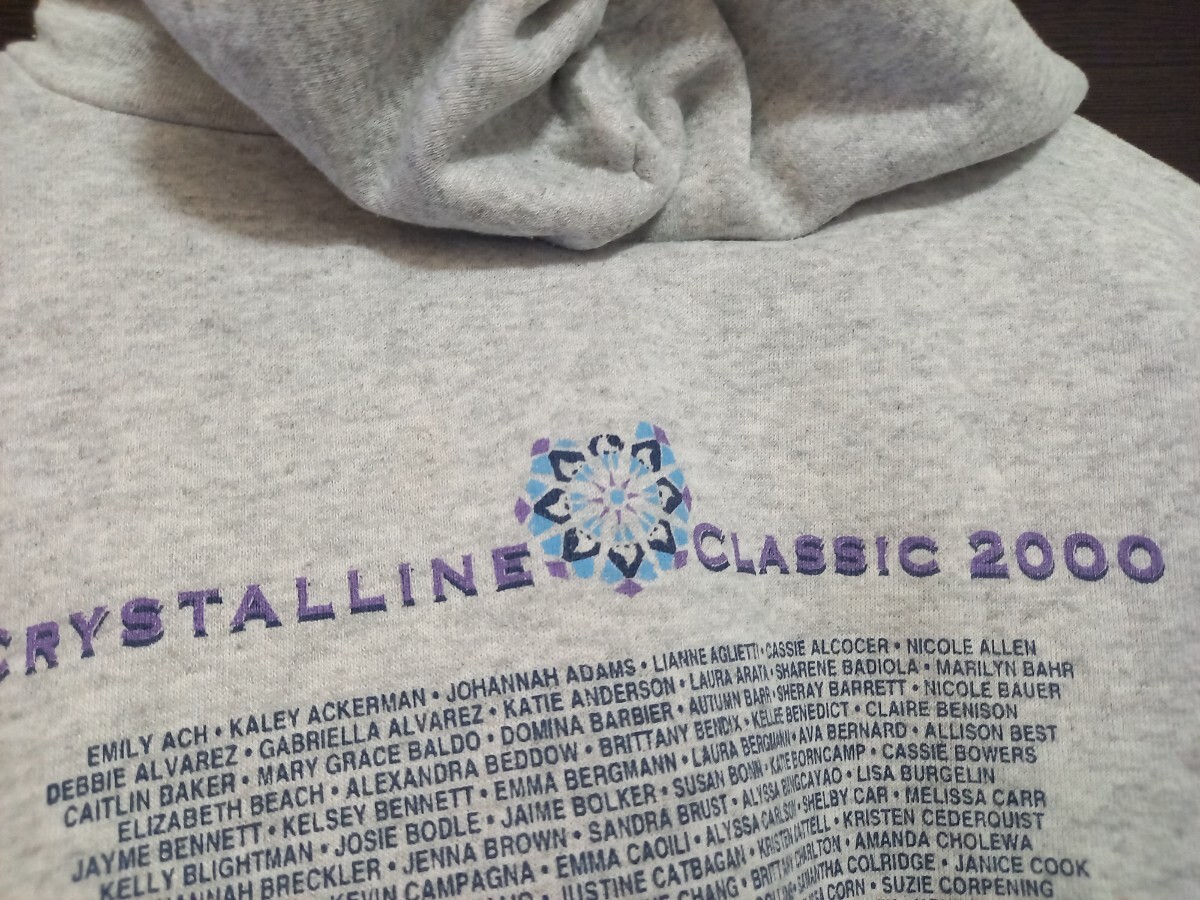 CRYSTALLINE CLASSIC 2000
EMILY ACH • KALEY ACKERMAN • JOHANNAH ADAMS • LIANNE AGLIETTI • CASSIE ALCOCER • NICOLE ALLEN
DEBBIE ALVAREZ • GABRIELLA ALVAREZ • KATIE ANDERSON • LAURA ARATA • SHARENE BADIOLA • MARILYN BAHR
CAITLIN BAKER • MARY GRACE BALDO • DOMINA BARBIER • AUTUMN BARR • SHERAY BARRETT • NICOLE BAUER
ELIZABETH BEACH • ALEXANDRA BEDDOW • BRITTANY BENDIX • KELLEE BENEDICT • CLAIRE BENISON
JAYME BENNETT • KELSEY BENNETT • EMMA BERGMANN • LAURA BERGMANN • AVA BERNARD • ALLISON BEST
KELLY BLIGHTMAN • JOSIE BODLE • JAIME BOLKER • SUSAN BONN • KATIE BORNCAMP • CASSIE BOWERS
BRECKLER • JENNA BROWN • SANDRA BRUST • ALYSSA • LISA BURGELIN
KEVIN CAMPAGNA • EMMA CAOILI • ALYSSA CARLSON • SHELBY CAR • MELISSA CARR
JUSTINE CATBAGAN • KRISTEN CATTELL • KRISTEN CEDERQUIST
CHANG • BRITTANY CHARLTON • AMANDA CHOLEWA
SAMANTHA COLRIDGE • JANICE COOK
CORN • SUZIE CORPENING